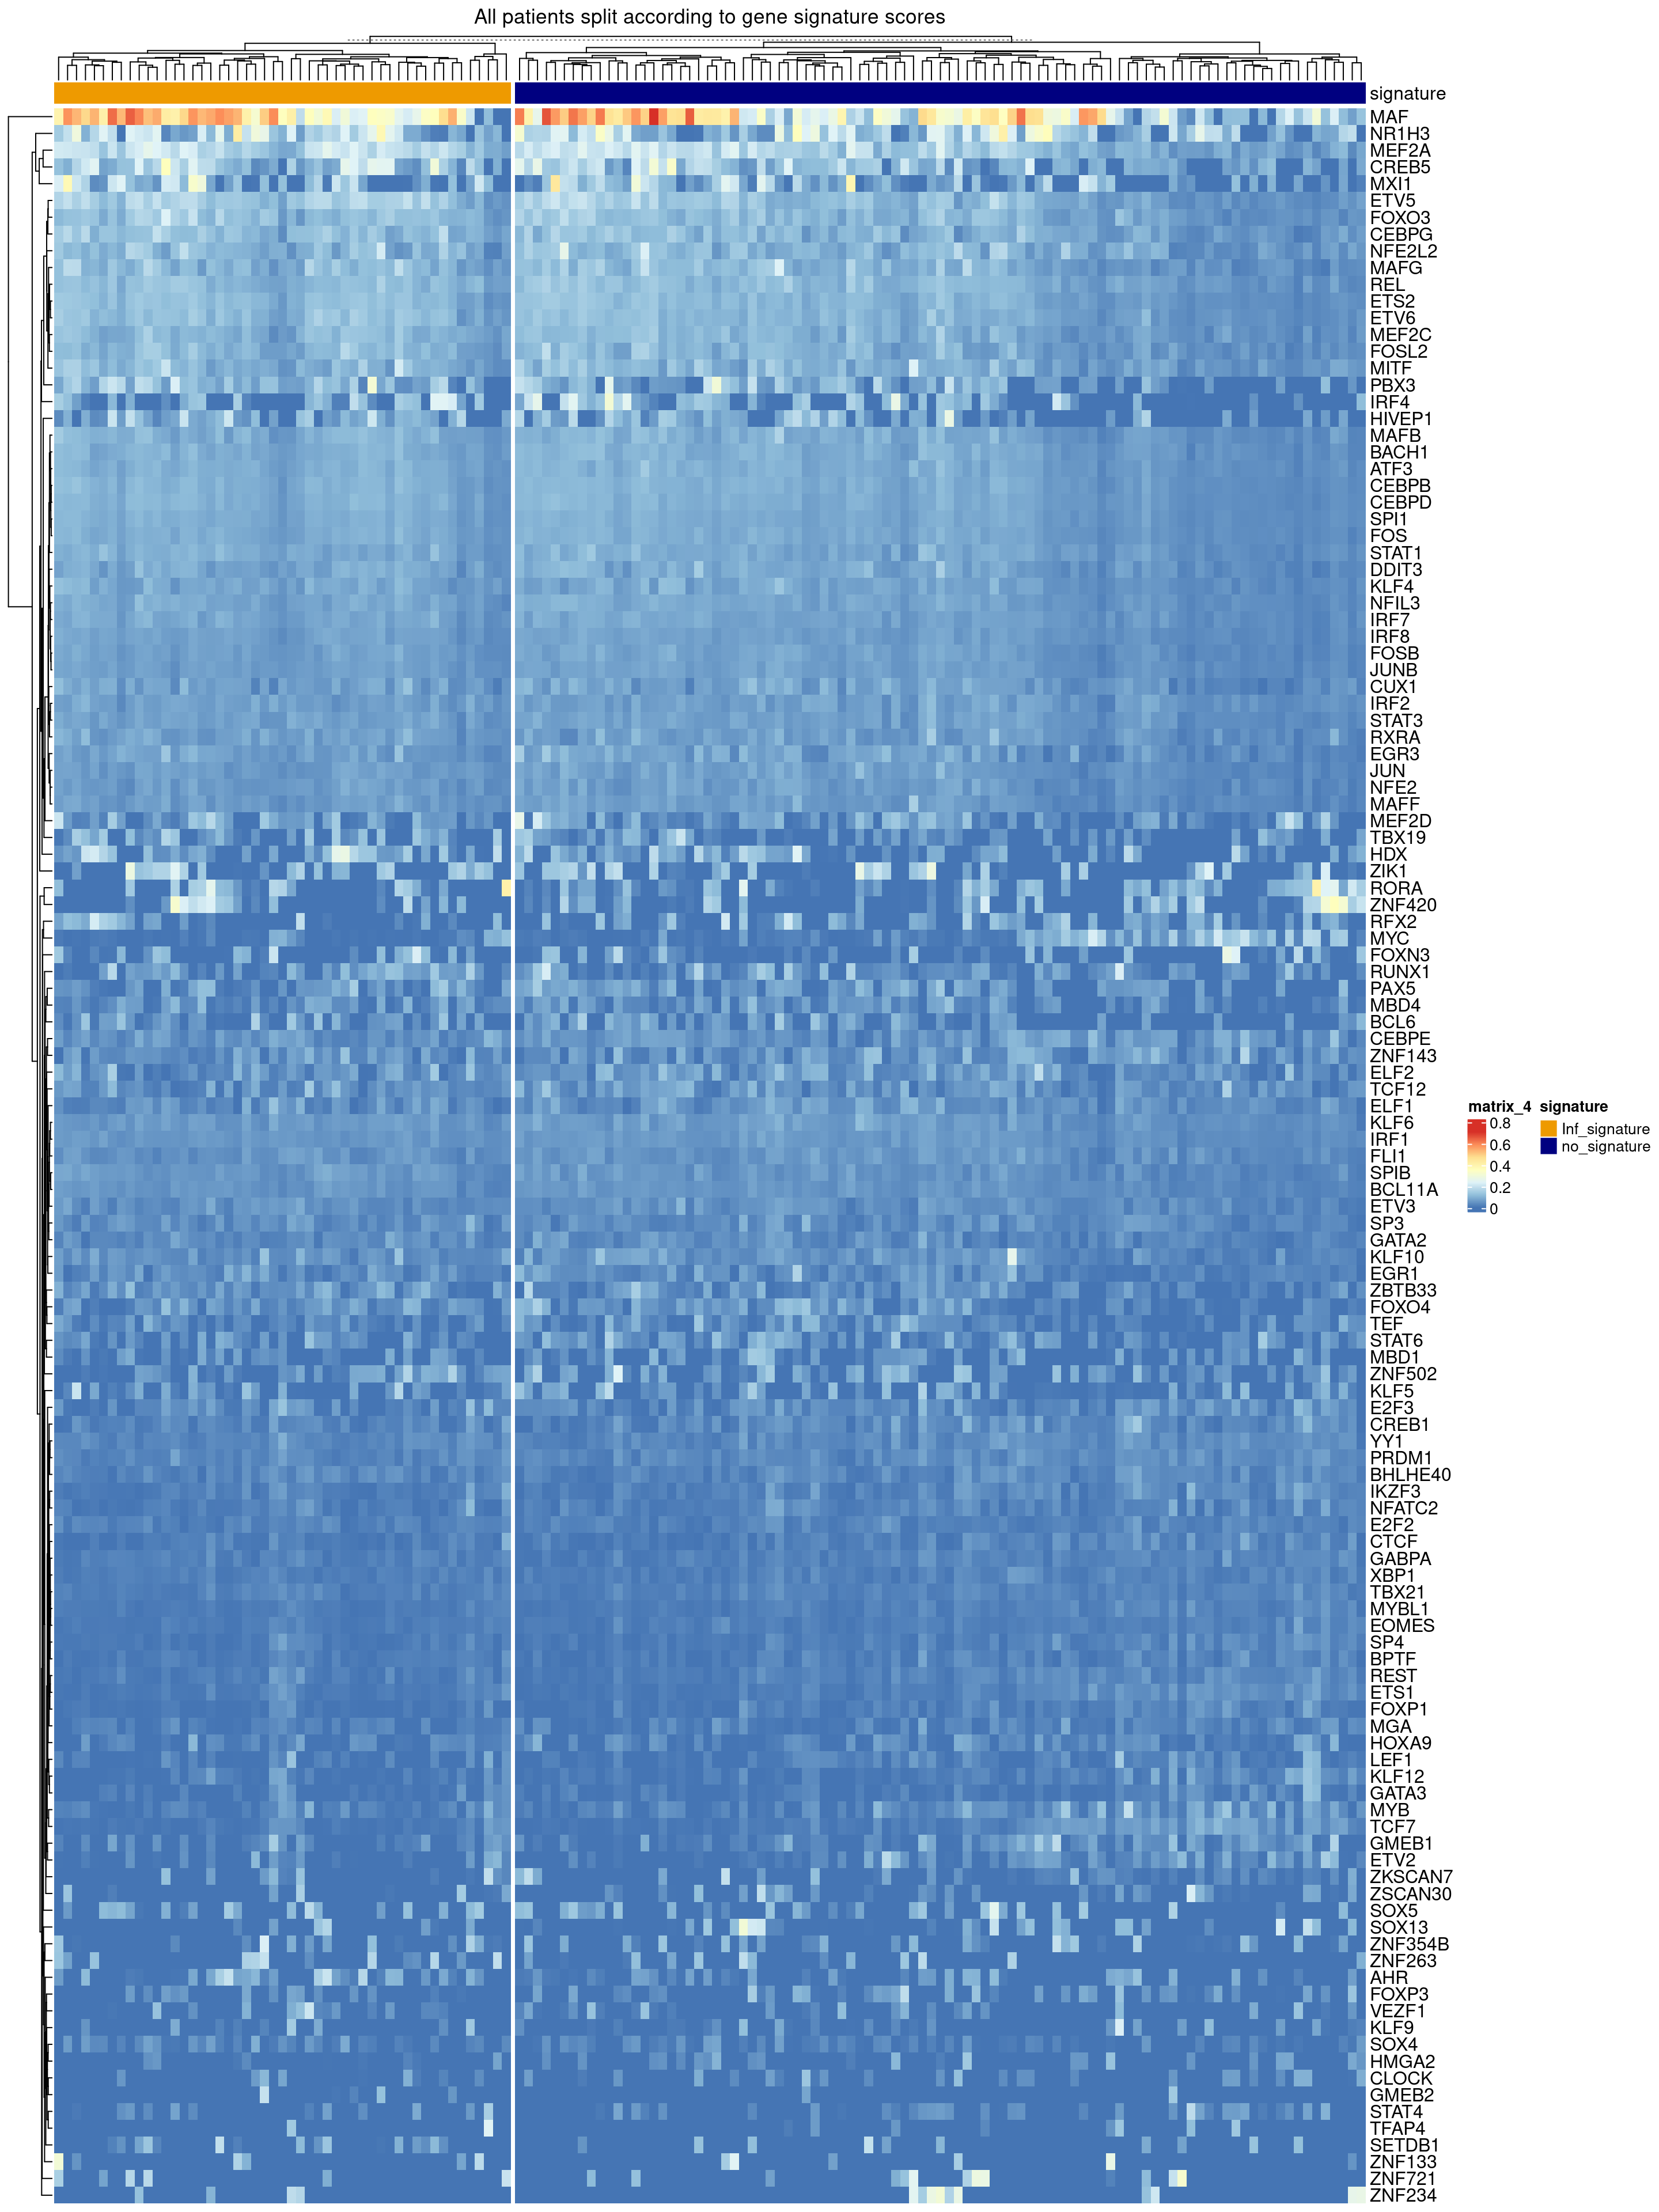 All patients split according to gene signature scores
signature
MAF
NR1H3
MEF2A
CREB5
MXI1
ETV5
FOXO3
CEBPG
NFE2L2
MAFG
REL
ETS2
ETV6
MEF2C
FOSL2
MITF
PBX3
IRF4
HIVEP1
MAFB
BACH1
ATF3
CEBPB
CEBPD
SPI1
FOS
STAT1
DDIT3
KLF4
NFIL3
IRF7
IRF8
FOSB
JUNB
CUX1
IRF2
STAT3
RXRA
EGR3
JUN
NFE2
MAFF
MEF2D
TBX19
HDX
ZIK1
RORA
ZNF420
RFX2
MYC
FOXN3
RUNX1
PAX5
MBD4
BCL6
CEBPE
ZNF143
ELF2
TCF12
ELF1
KLF6
IRF1
FLI1
SPIB
BCL11A
ETV3
SP3
GATA2
KLF10
EGR1
ZBTB33
FOXO4
TEF
STAT6
MBD1
ZNF502
KLF5
E2F3
CREB1
YY1
PRDM1
BHLHE40
IKZF3
NFATC2
E2F2
CTCF
GABPA
XBP1
TBX21
MYBL1
EOMES
SP4
BPTF
REST
ETS1
FOXP1
MGA
HOXA9
LEF1
KLF12
GATA3
MYB
TCF7
GMEB1
ETV2
ZKSCAN7
ZSCAN30
SOX5
SOX13
ZNF354B
ZNF263
AHR
FOXP3
VEZF1
KLF9
SOX4
HMGA2
CLOCK
GMEB2
STAT4
TFAP4
SETDB1
ZNF133
ZNF721
ZNF234
matrix_4
0.8
0.6
0.4
0.2
0
signature
Inf_signature
no_signature